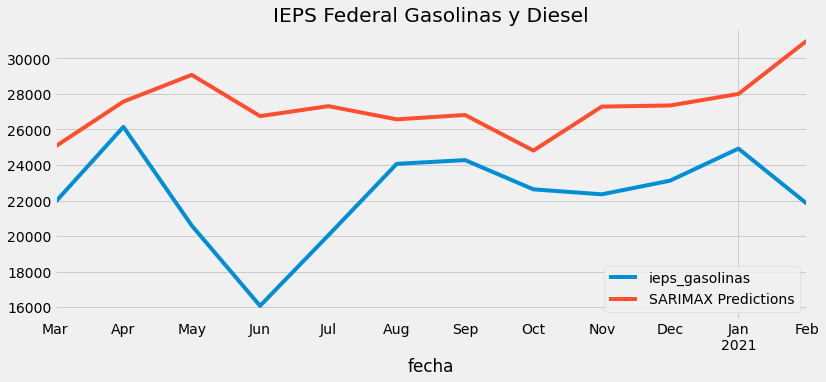 IEPS Federal Gasolinas y Diesel
30000
28000
26000
24000
22000
20000
18000
16000
ieps_gasolinas
SARIMAX Predictions
Mar Apr May Jun Jul Aug Sep Oct Nov Dec Jan Feb
2021
fecha